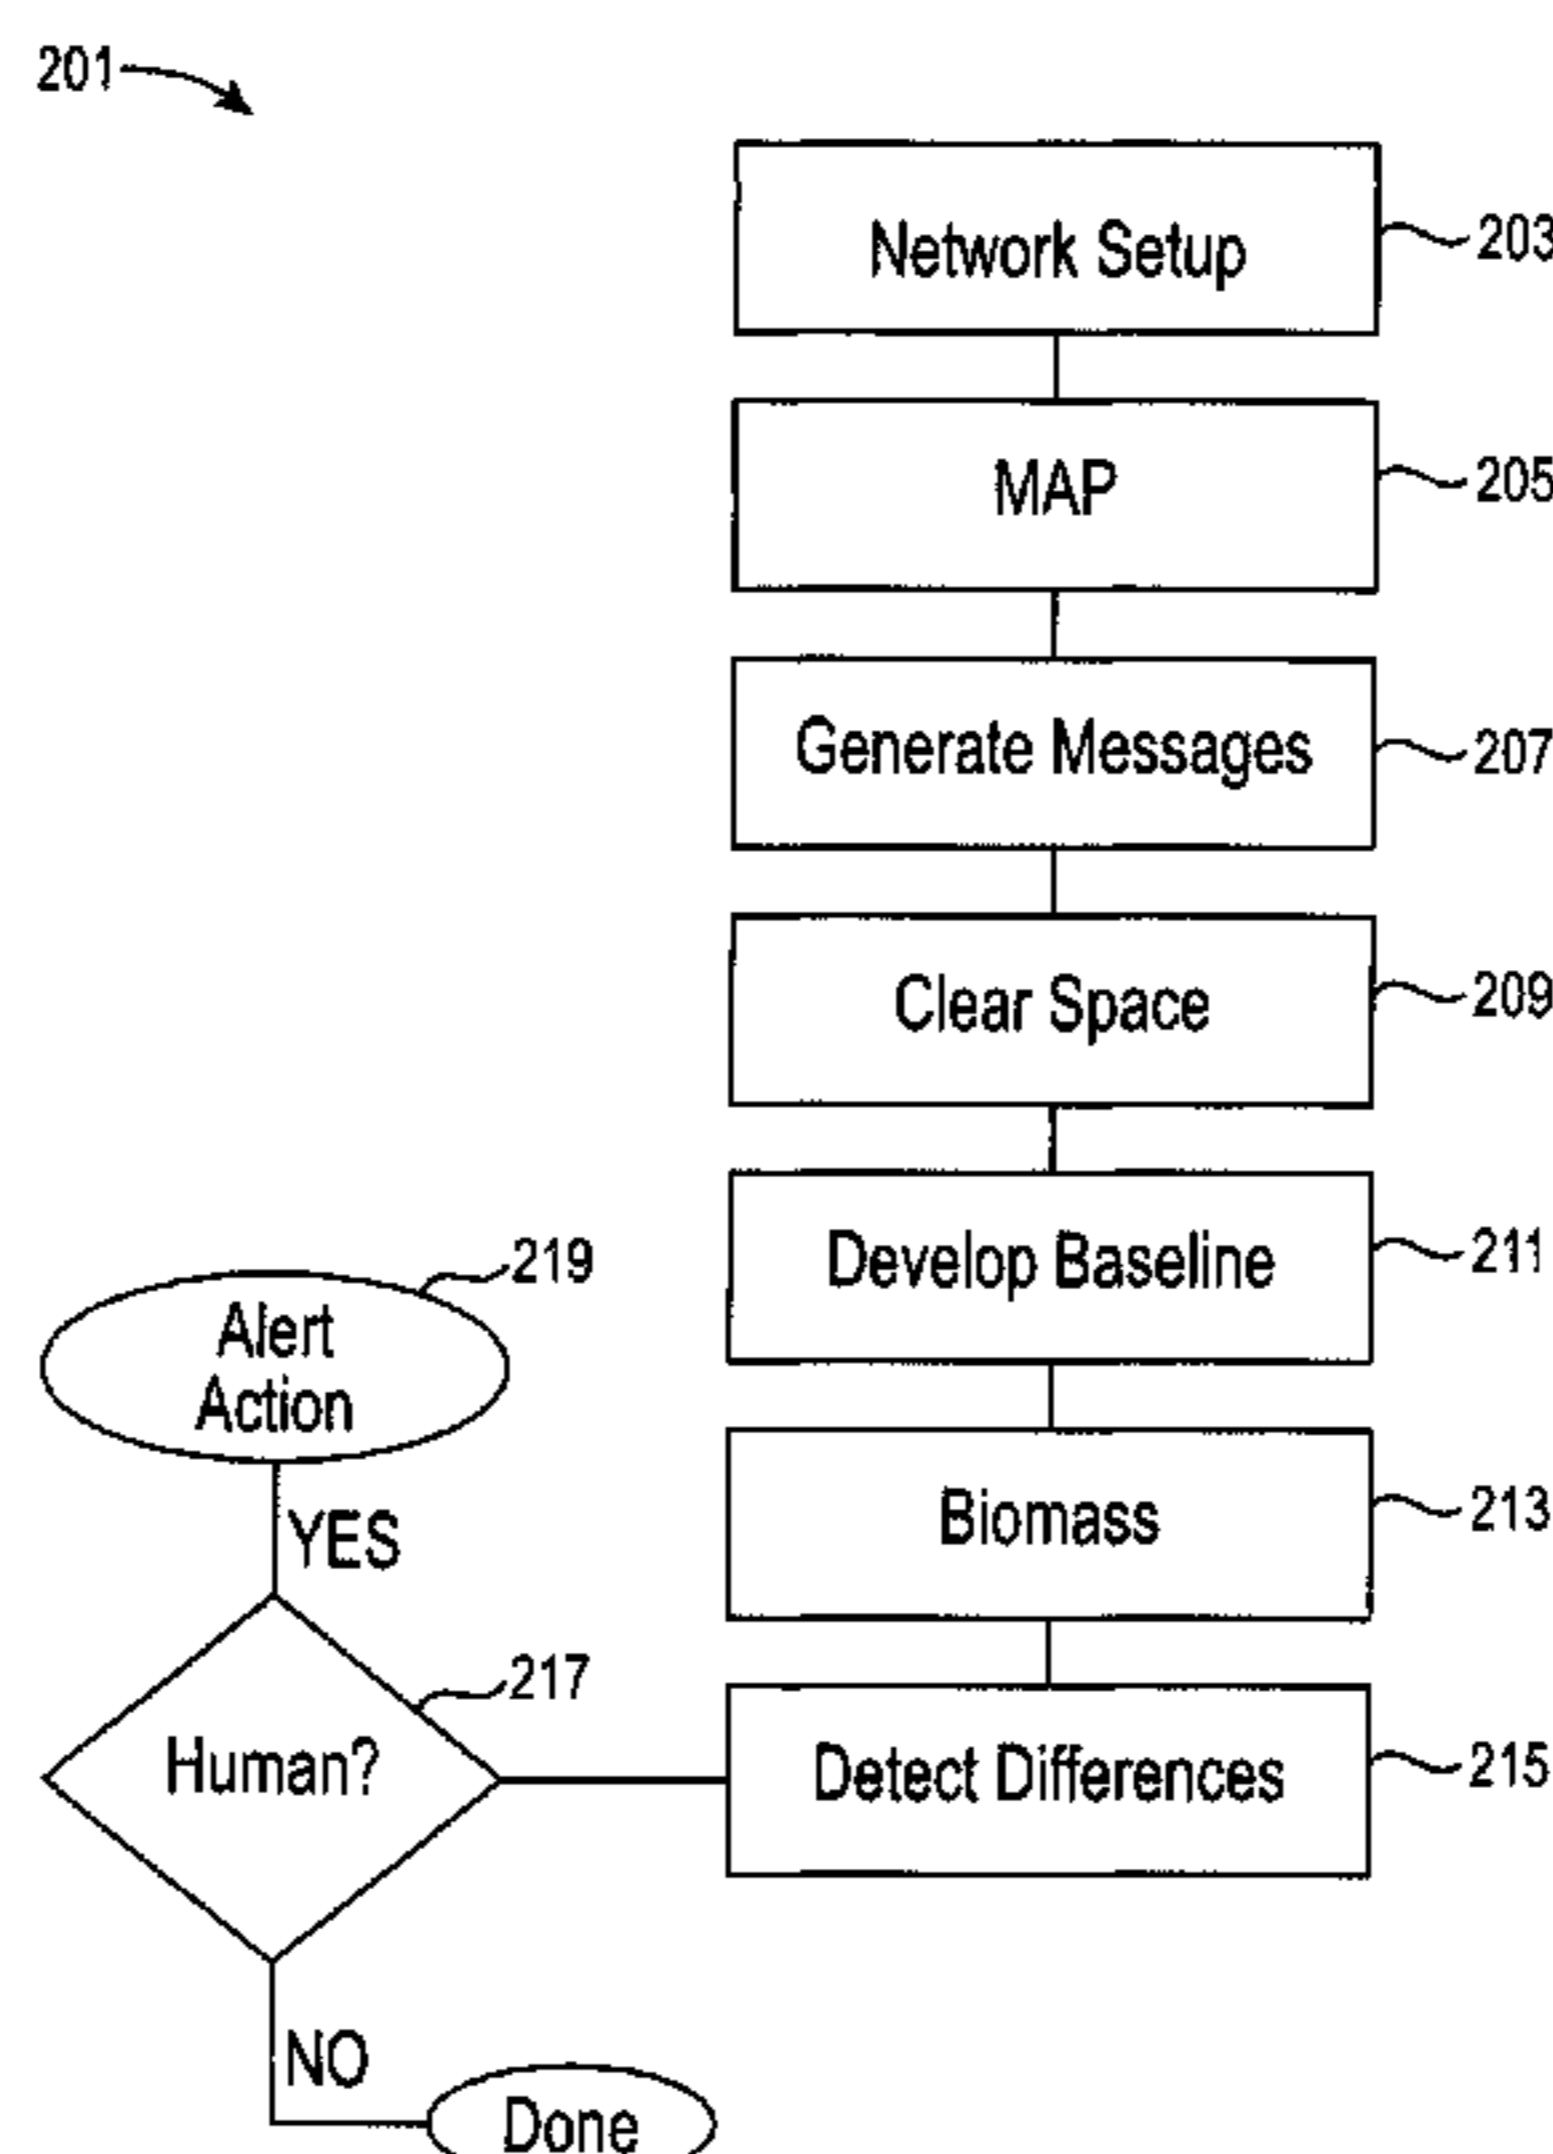 201
Network Setup
203
MAP
205
Generate Messages
207
Clear Space
209
Develop Baseline
211
Biomass
213
Detect Differences
215
Human?
217
YES
Alert
Action
219
NO
Done